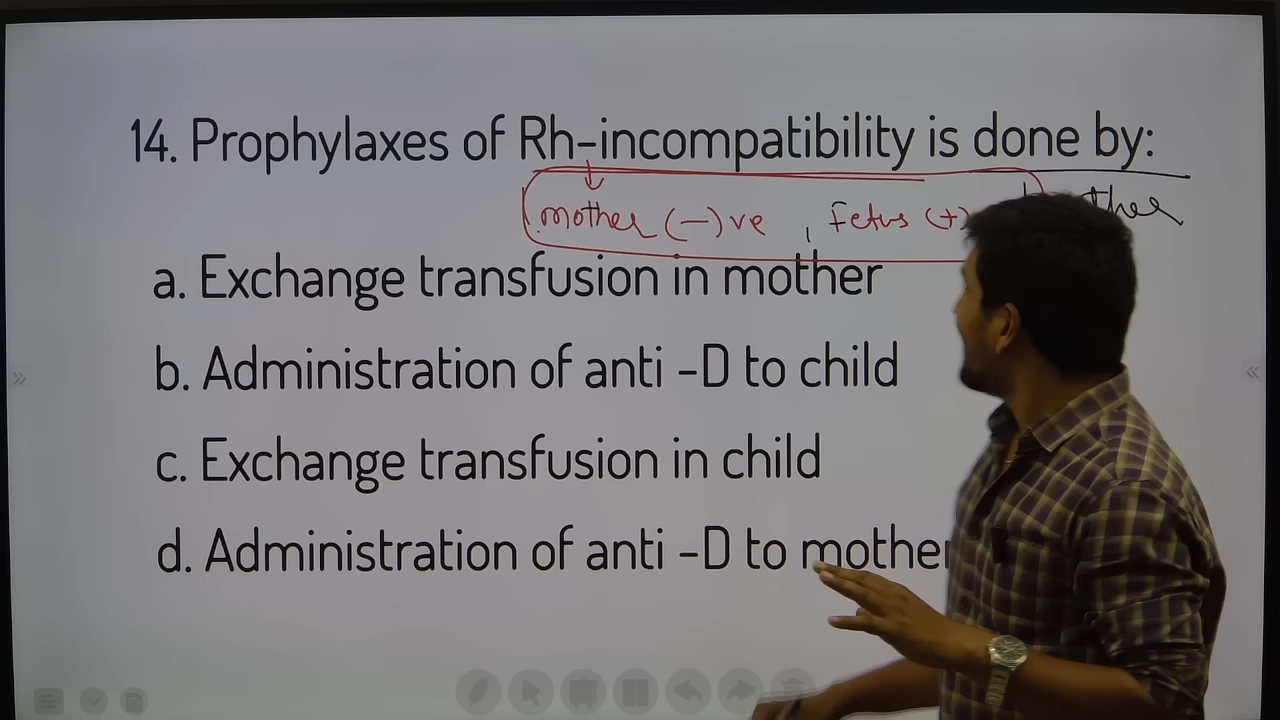 14. Prophylaxes of Rh-incompatibility is done by:
mother (-)ve , Fetus (+)
a. Exchange transfusion in mother
b. Administration of anti -D to child
c. Exchange transfusion in child
d. Administration of anti -D to mother